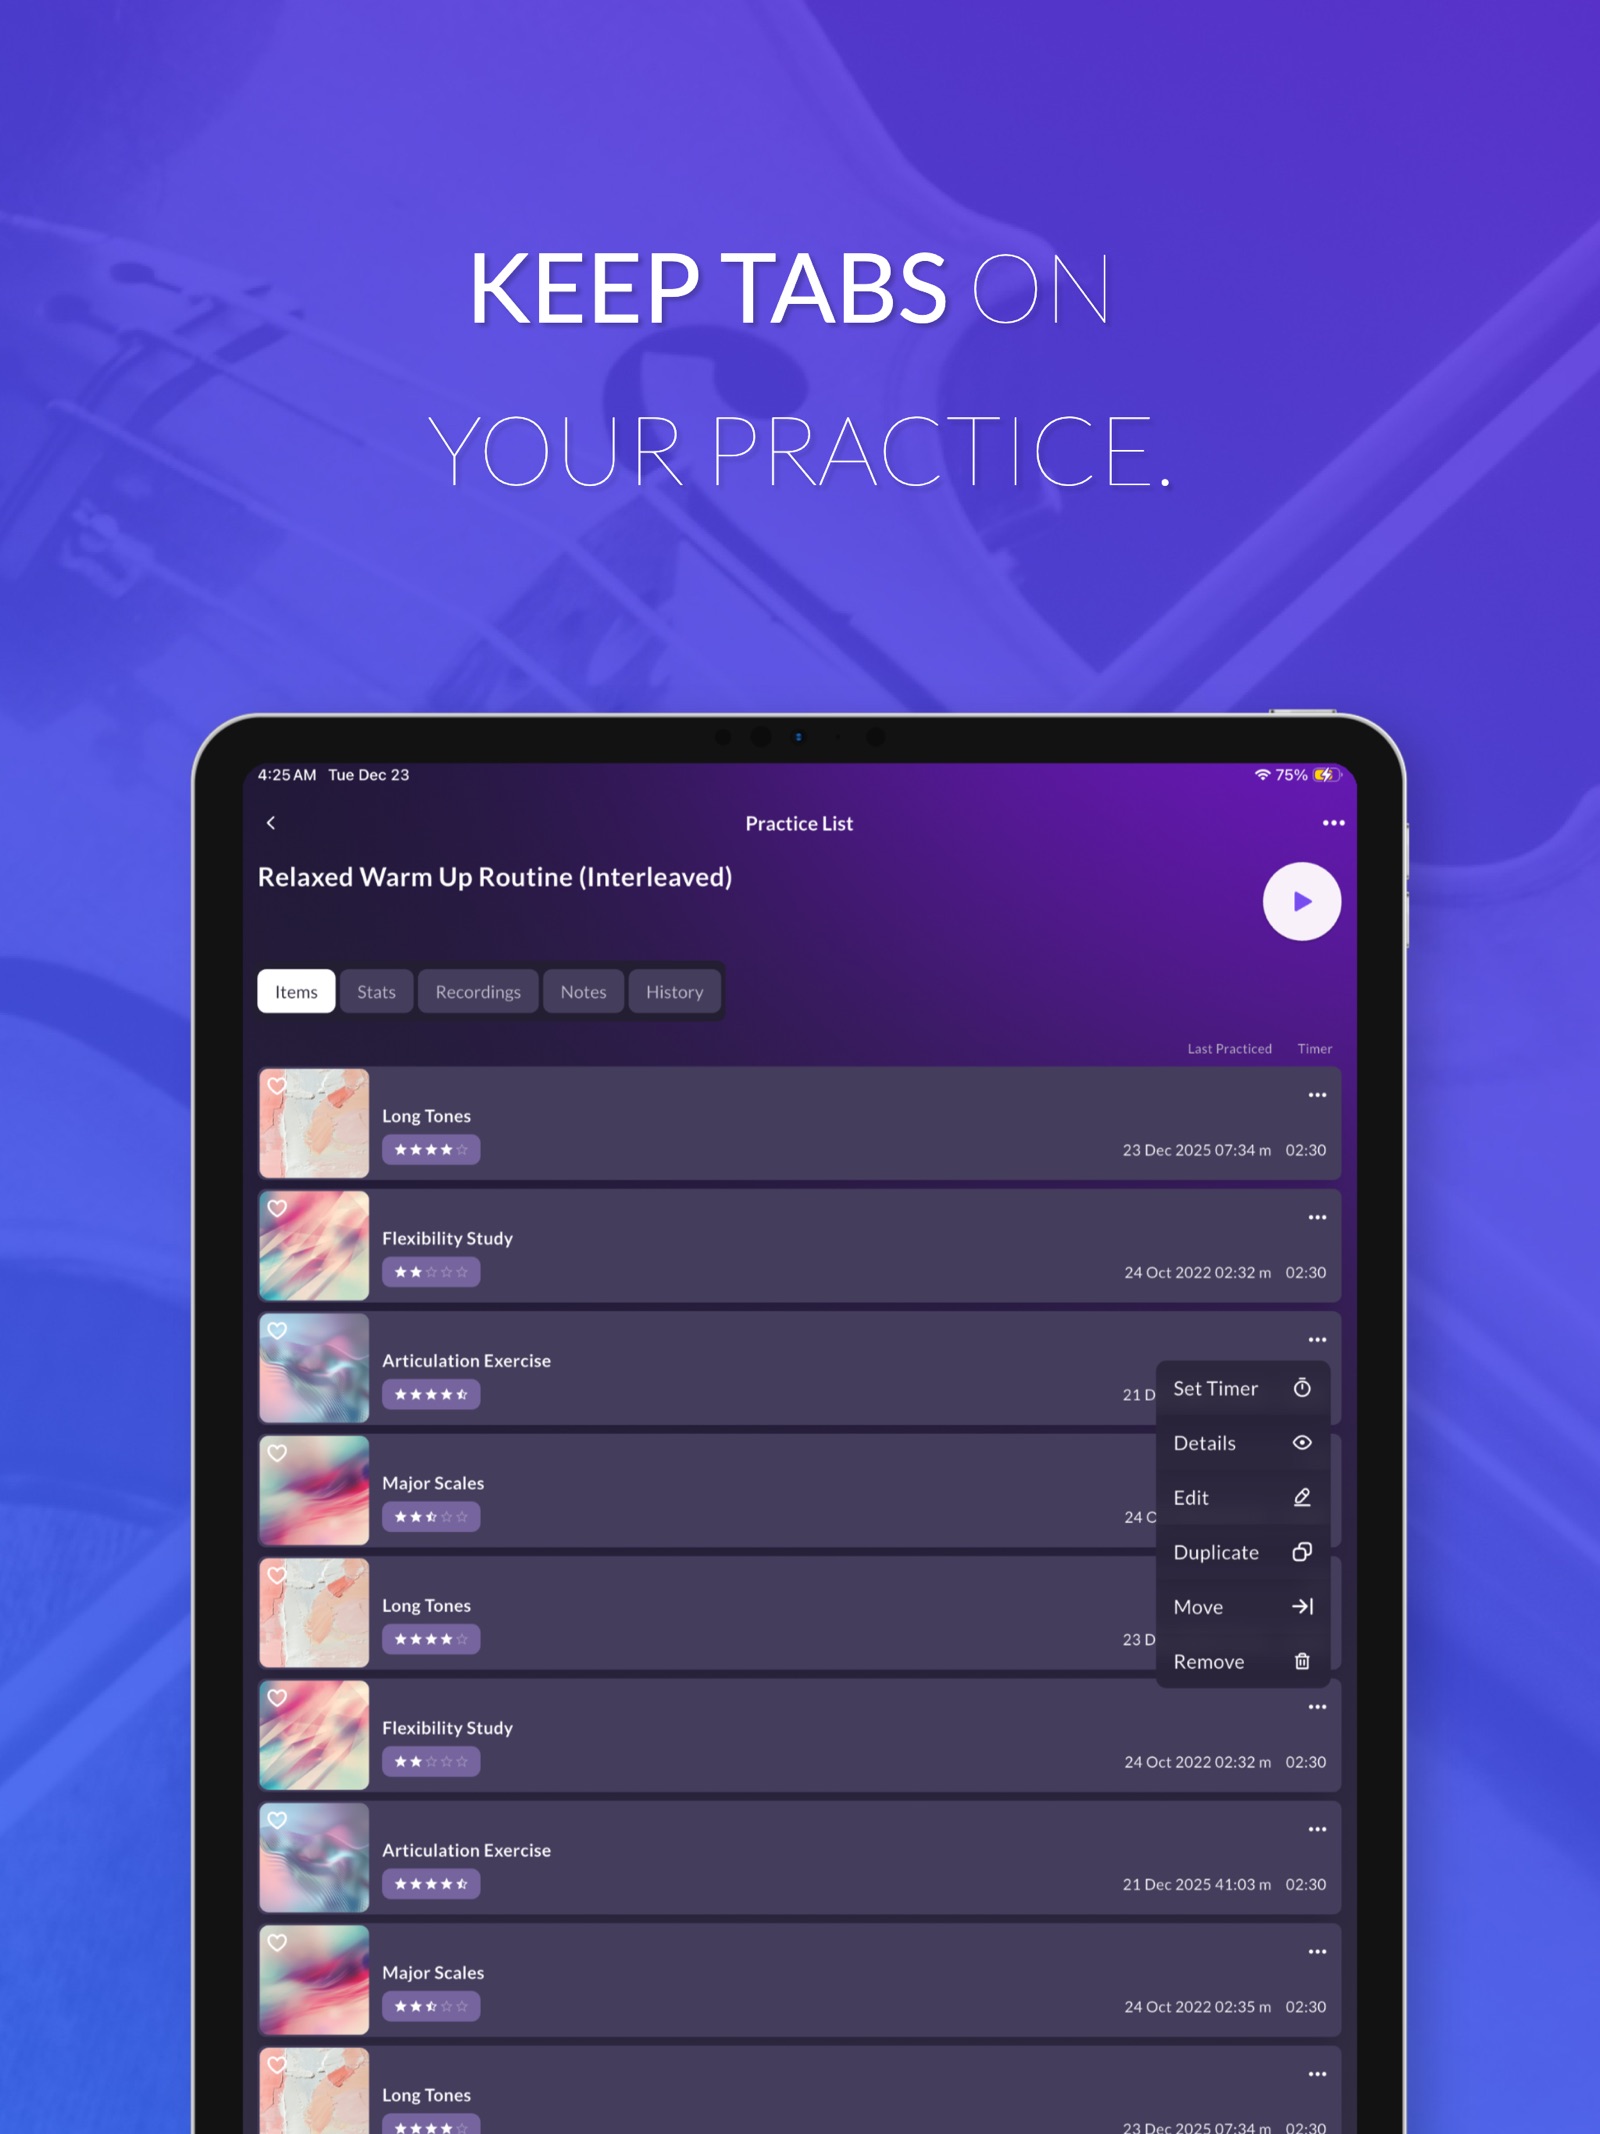 KEEP TABS ON
YOUR PRACTICE.
4:25 AM Tue Dec 23
75%
Practice List
Relaxed Warm Up Routine (Interleaved)
Items Stats Recordings Notes History
Last Practiced Timer
Long Tones
23 Dec 2025 07:34 m 02:30
Flexibility Study
24 Oct 2022 02:32 m 02:30
Articulation Exercise
21 D
Set Timer
Details
Major Scales
Edit
24 O
Duplicate
Long Tones
Move
23 D
Remove
Flexibility Study
24 Oct 2022 02:32 m 02:30
Articulation Exercise
21 Dec 2025 41:03 m 02:30
Major Scales
24 Oct 2022 02:35 m 02:30
Long Tones
23 Dec 2025 07:34 m 02:30